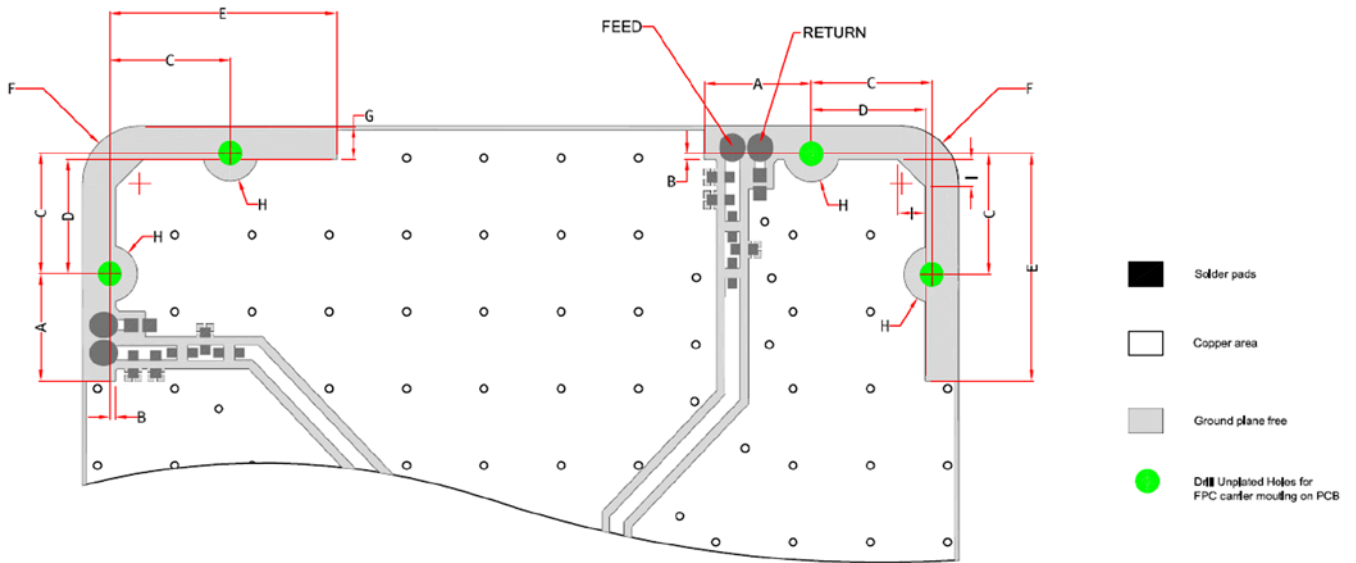 E
FEED
RETURN
C
A
C
F
F
G
D
B
I
C
D
H
H
I
C
E
H
A
H
B
Solder pads
Copper area
Ground plane free
Drill Unplated Holes for
FPC carrier mouting on PCB